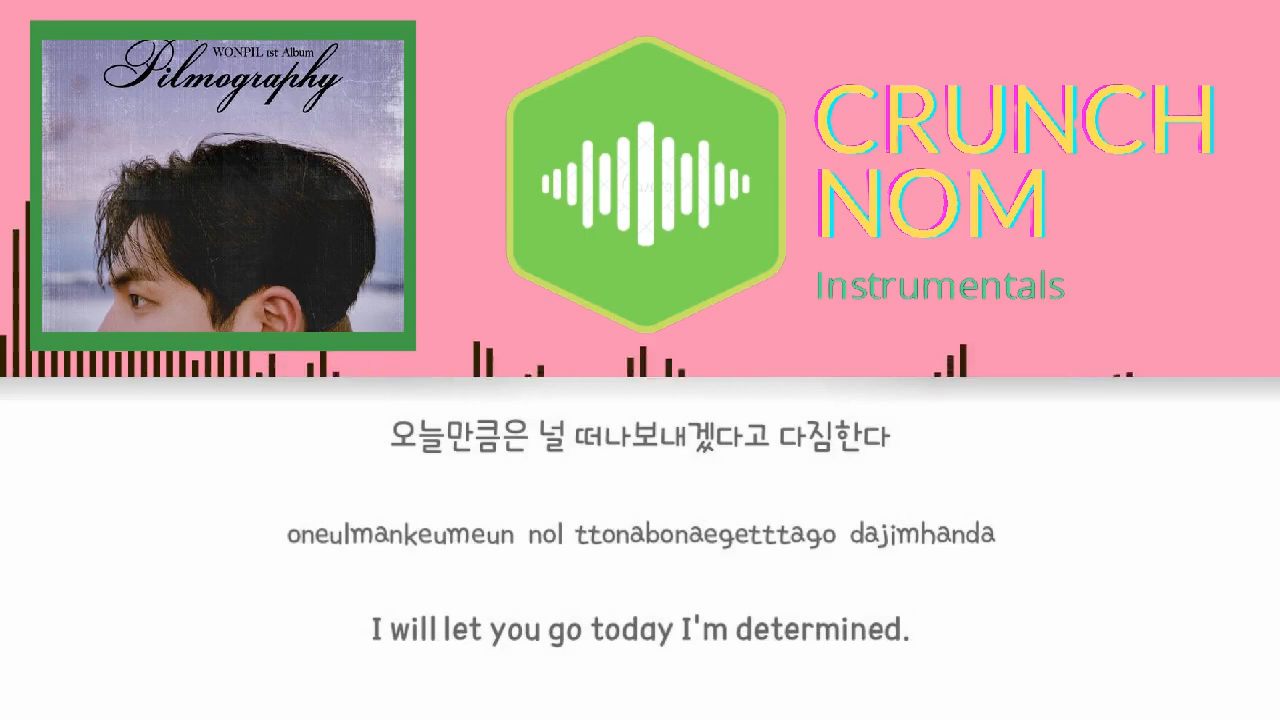 WONPIL 1st Album
Pilmography
CRUNCH
NOM
Instrumentals
오늘만큼은 널 떠나보내겠다고 다짐한다
oneulmankeumeun nol ttonabonaegetttago dajimhanda
I will let you go today I'm determined.